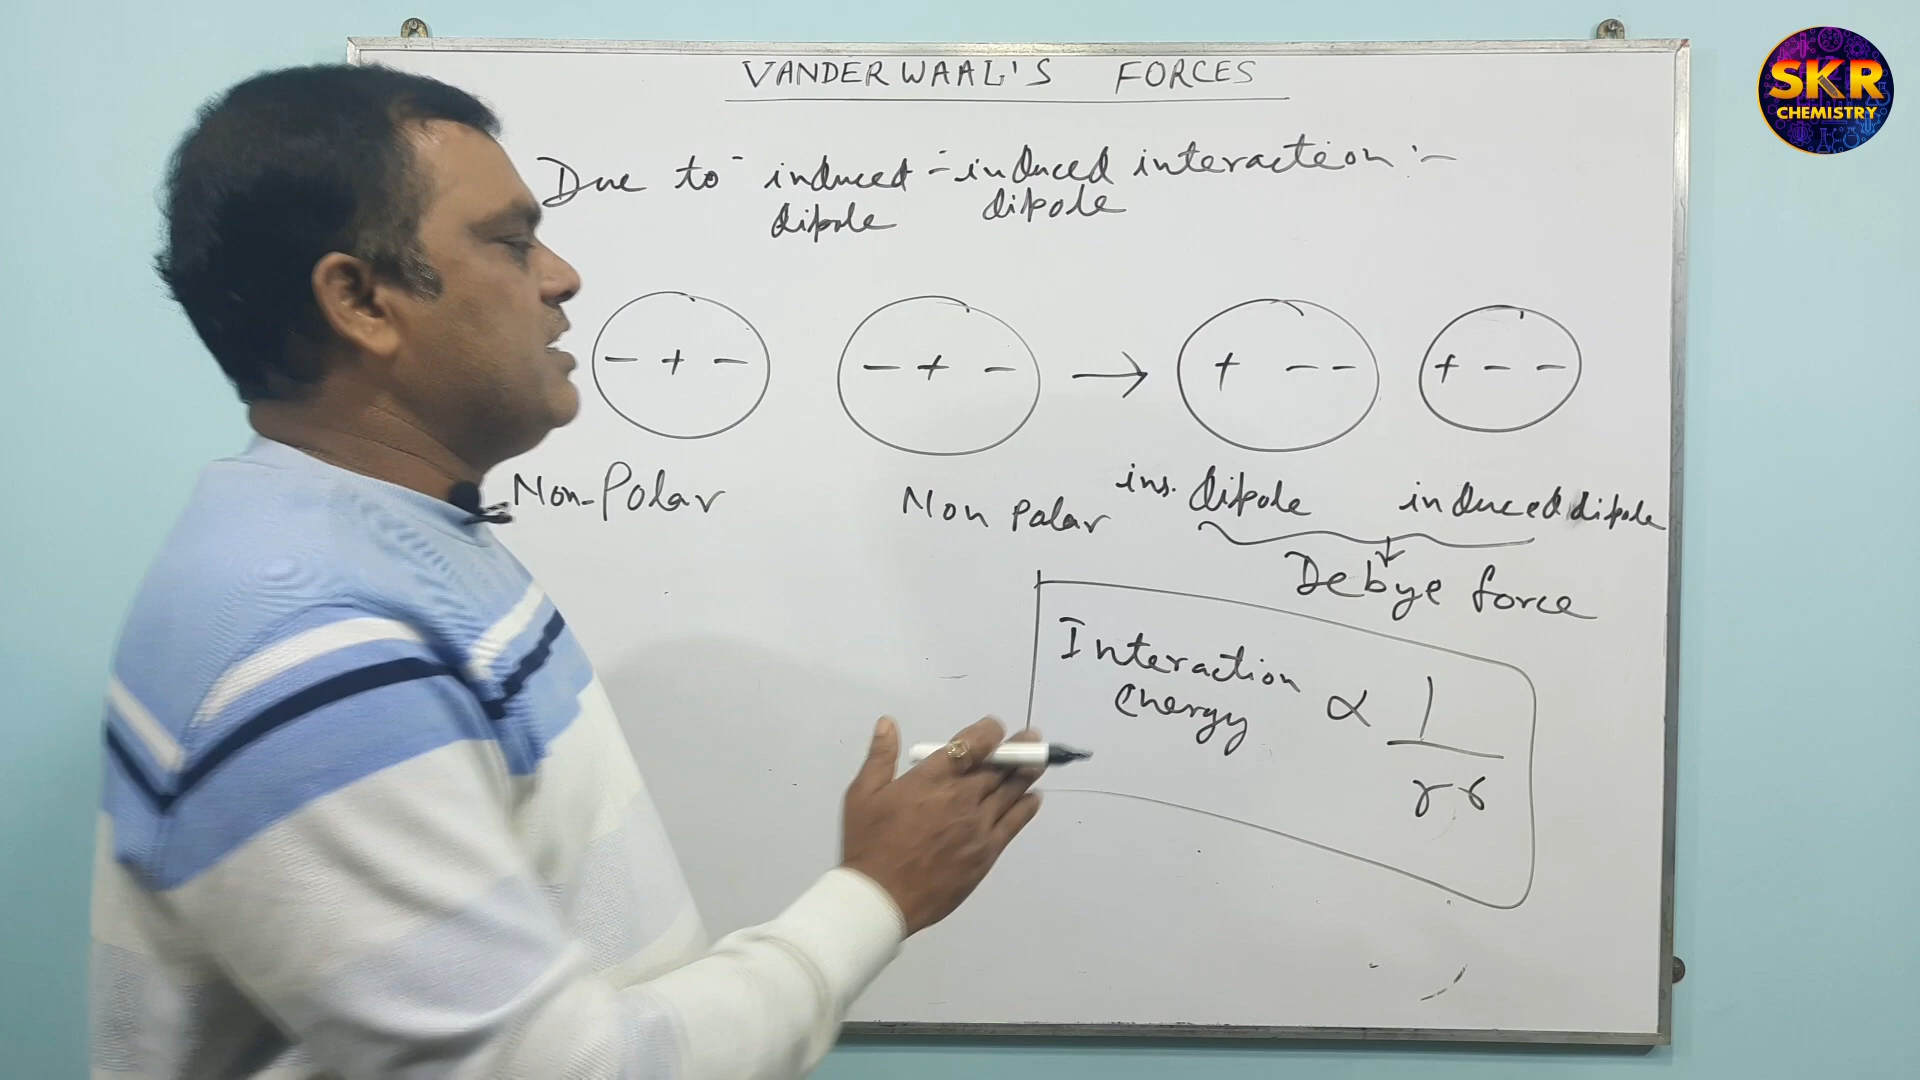 VANDER WAAL'S FORCES
SKR
CHEMISTRY
Due to induced - induced interaction :-
dipole dipole
- + - - + - → + - - + - -
Non-Polar Non polar ins. dipole induced dipole
Debye force
Interaction
Energy ∝ 1
r6